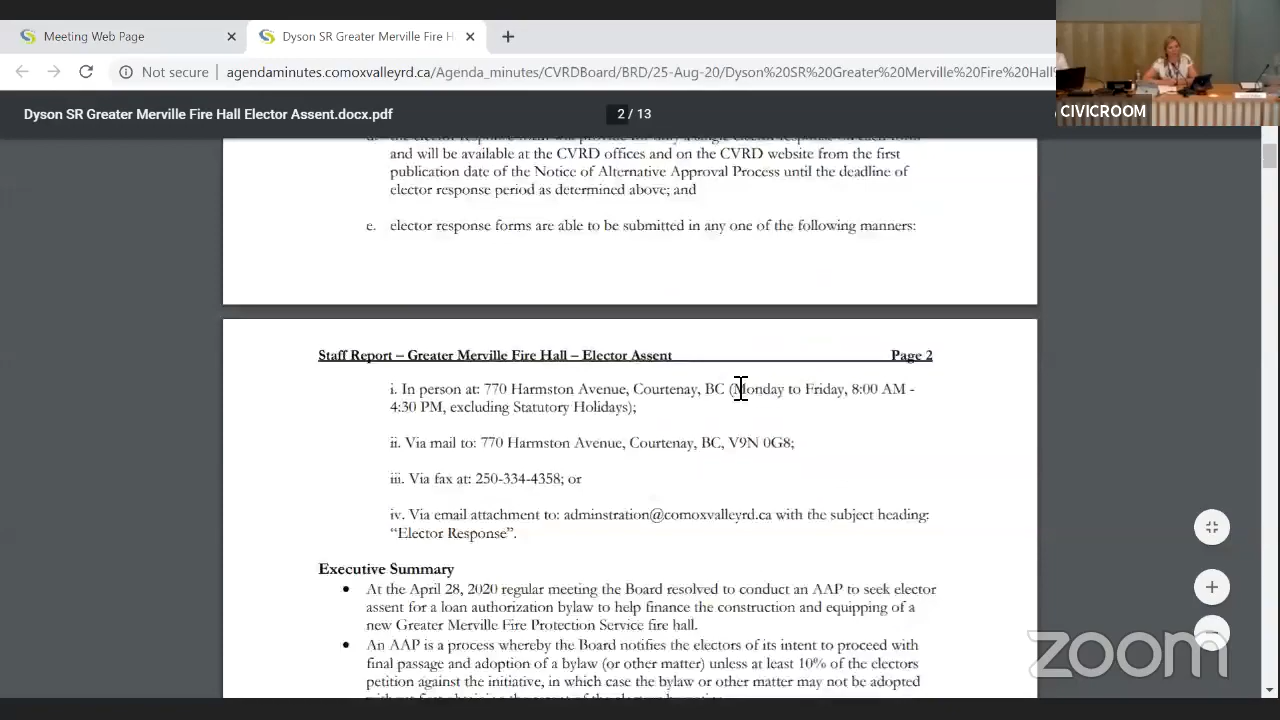 Meeting Web Page
Dyson SR Greater Merville Fire H
Not secure
agendaminutes.comoxvalleyrd.ca/Agenda_minutes/CVRDBoard/BRD/25-Aug-20/Dyson%20SR%20Greater%20Merville%20Fire%20Hall
Dyson SR Greater Merville Fire Hall Elector Assent.docx.pdf
2 / 13
CIVICROOM
and will be available at the CVRD offices and on the CVRD website from the first
publication date of the Notice of Alternative Approval Process until the deadline of
elector response period as determined above; and
e. elector response forms are able to be submitted in any one of the following manners:
Staff Report – Greater Merville Fire Hall – Elector Assent Page 2
i. In person at: 770 Harmston Avenue, Courtenay, BC (Monday to Friday, 8:00 AM -
4:30 PM, excluding Statutory Holidays);
ii. Via mail to: 770 Harmston Avenue, Courtenay, BC, V9N 0G8;
iii. Via fax at: 250-334-4358; or
iv. Via email attachment to: adminstration@comoxvalleyrd.ca with the subject heading:
“Elector Response”.
Executive Summary
• At the April 28, 2020 regular meeting the Board resolved to conduct an AAP to seek elector
assent for a loan authorization bylaw to help finance the construction and equipping of a
new Greater Merville Fire Protection Service fire hall.
• An AAP is a process whereby the Board notifies the electors of its intent to proceed with
final passage and adoption of a bylaw (or other matter) unless at least 10% of the electors
petition against the initiative, in which case the bylaw or other matter may not be adopted
zoom